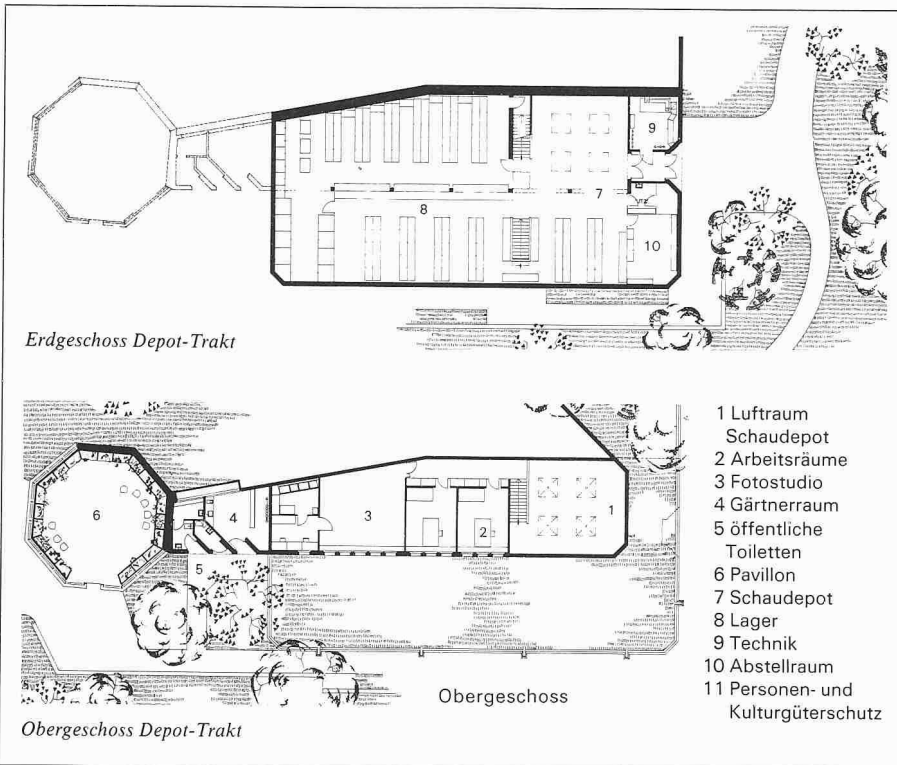 9
7
8
10
Erdgeschoss Depot-Trakt
6
4
3
2
1
5
Obergeschoss
Obergeschoss Depot-Trakt
1 Luftraum
Schaudepot
2 Arbeitsräume
3 Fotostudio
4 Gärtnerraum
5 öffentliche
Toiletten
6 Pavillon
7 Schaudepot
8 Lager
9 Technik
10 Abstellraum
11 Personen- und
Kulturgüterschutz